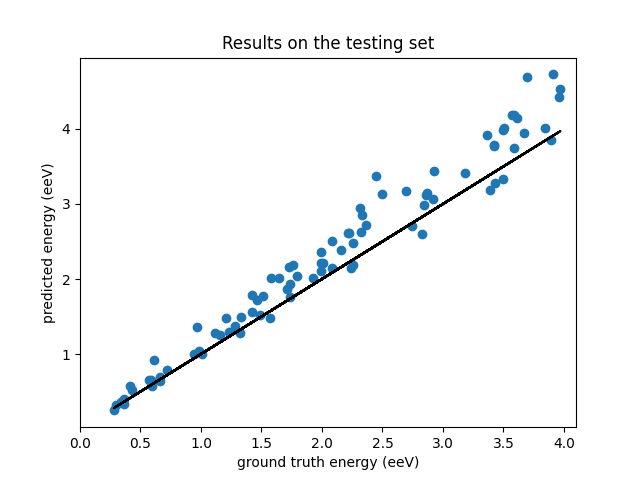 Results on the testing set
predicted energy (eeV)
4
3
2
1
0.0 0.5 1.0 1.5 2.0 2.5 3.0 3.5 4.0
ground truth energy (eeV)